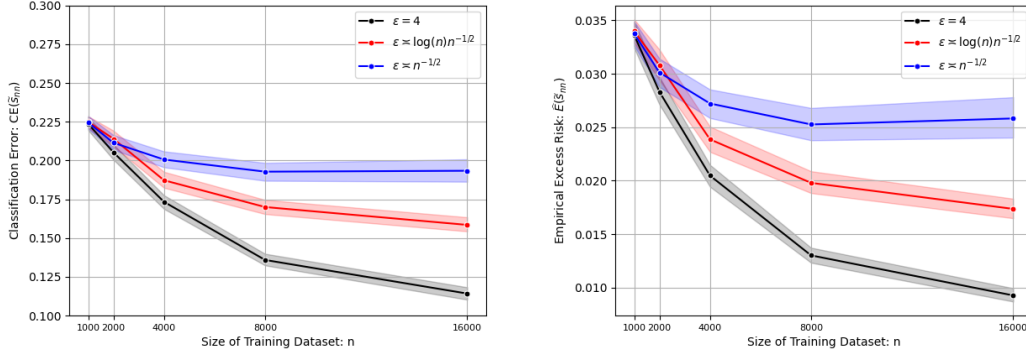 0.300
0.275
0.250
0.225
0.200
0.175
0.150
0.125
0.100
Classification Error: CE(s̃ₙₙ)
1000 2000 4000 8000 16000
Size of Training Dataset: n
ε = 4
ε ≍ log(n)n⁻¹/²
ε ≍ n⁻¹/²
0.035
0.030
0.025
0.020
0.015
0.010
Empirical Excess Risk: Ê(s̃ₙₙ)
1000 2000 4000 8000 16000
Size of Training Dataset: n
ε = 4
ε ≍ log(n)n⁻¹/²
ε ≍ n⁻¹/²